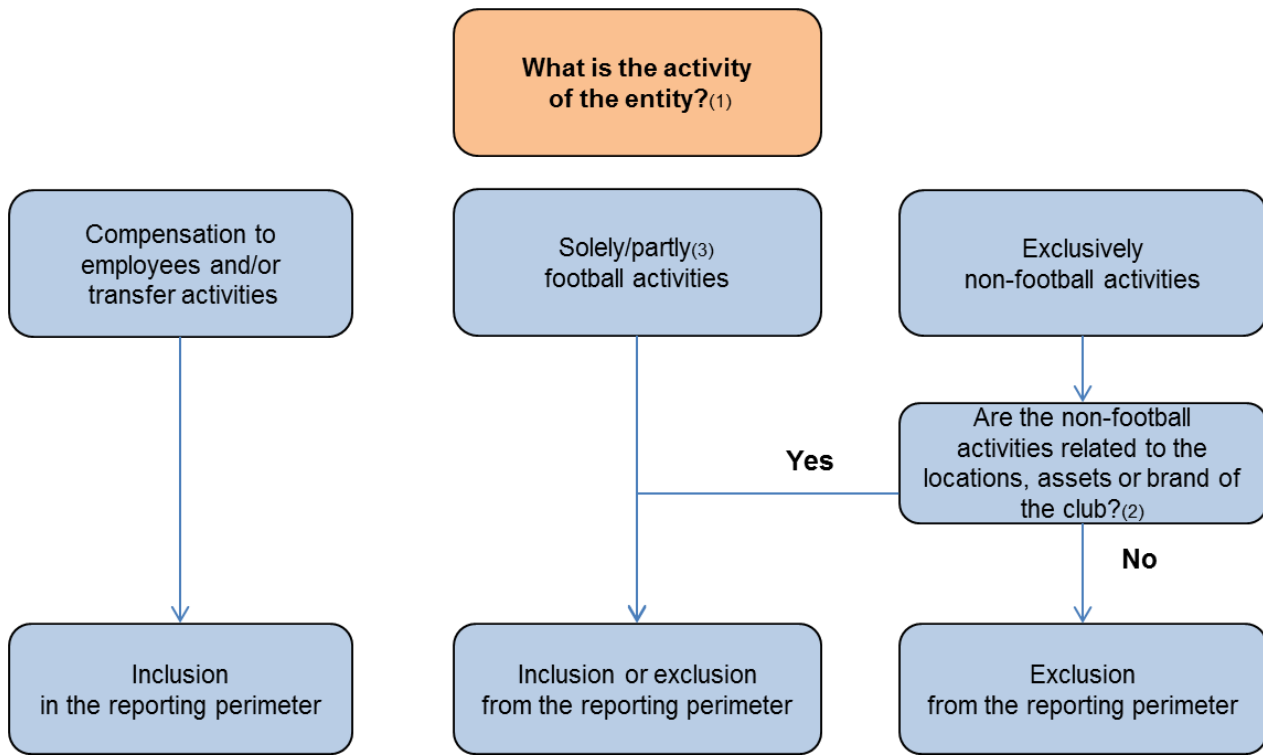 What is the activity
of the entity?(1)
Compensation to
employees and/or
transfer activities
Solely/partly(3)
football activities
Exclusively
non-football activities
Are the non-football
activities related to the
locations, assets or brand of
the club?(2)
Yes
No
Inclusion
in the reporting perimeter
Inclusion or exclusion
from the reporting perimeter
Exclusion
from the reporting perimeter